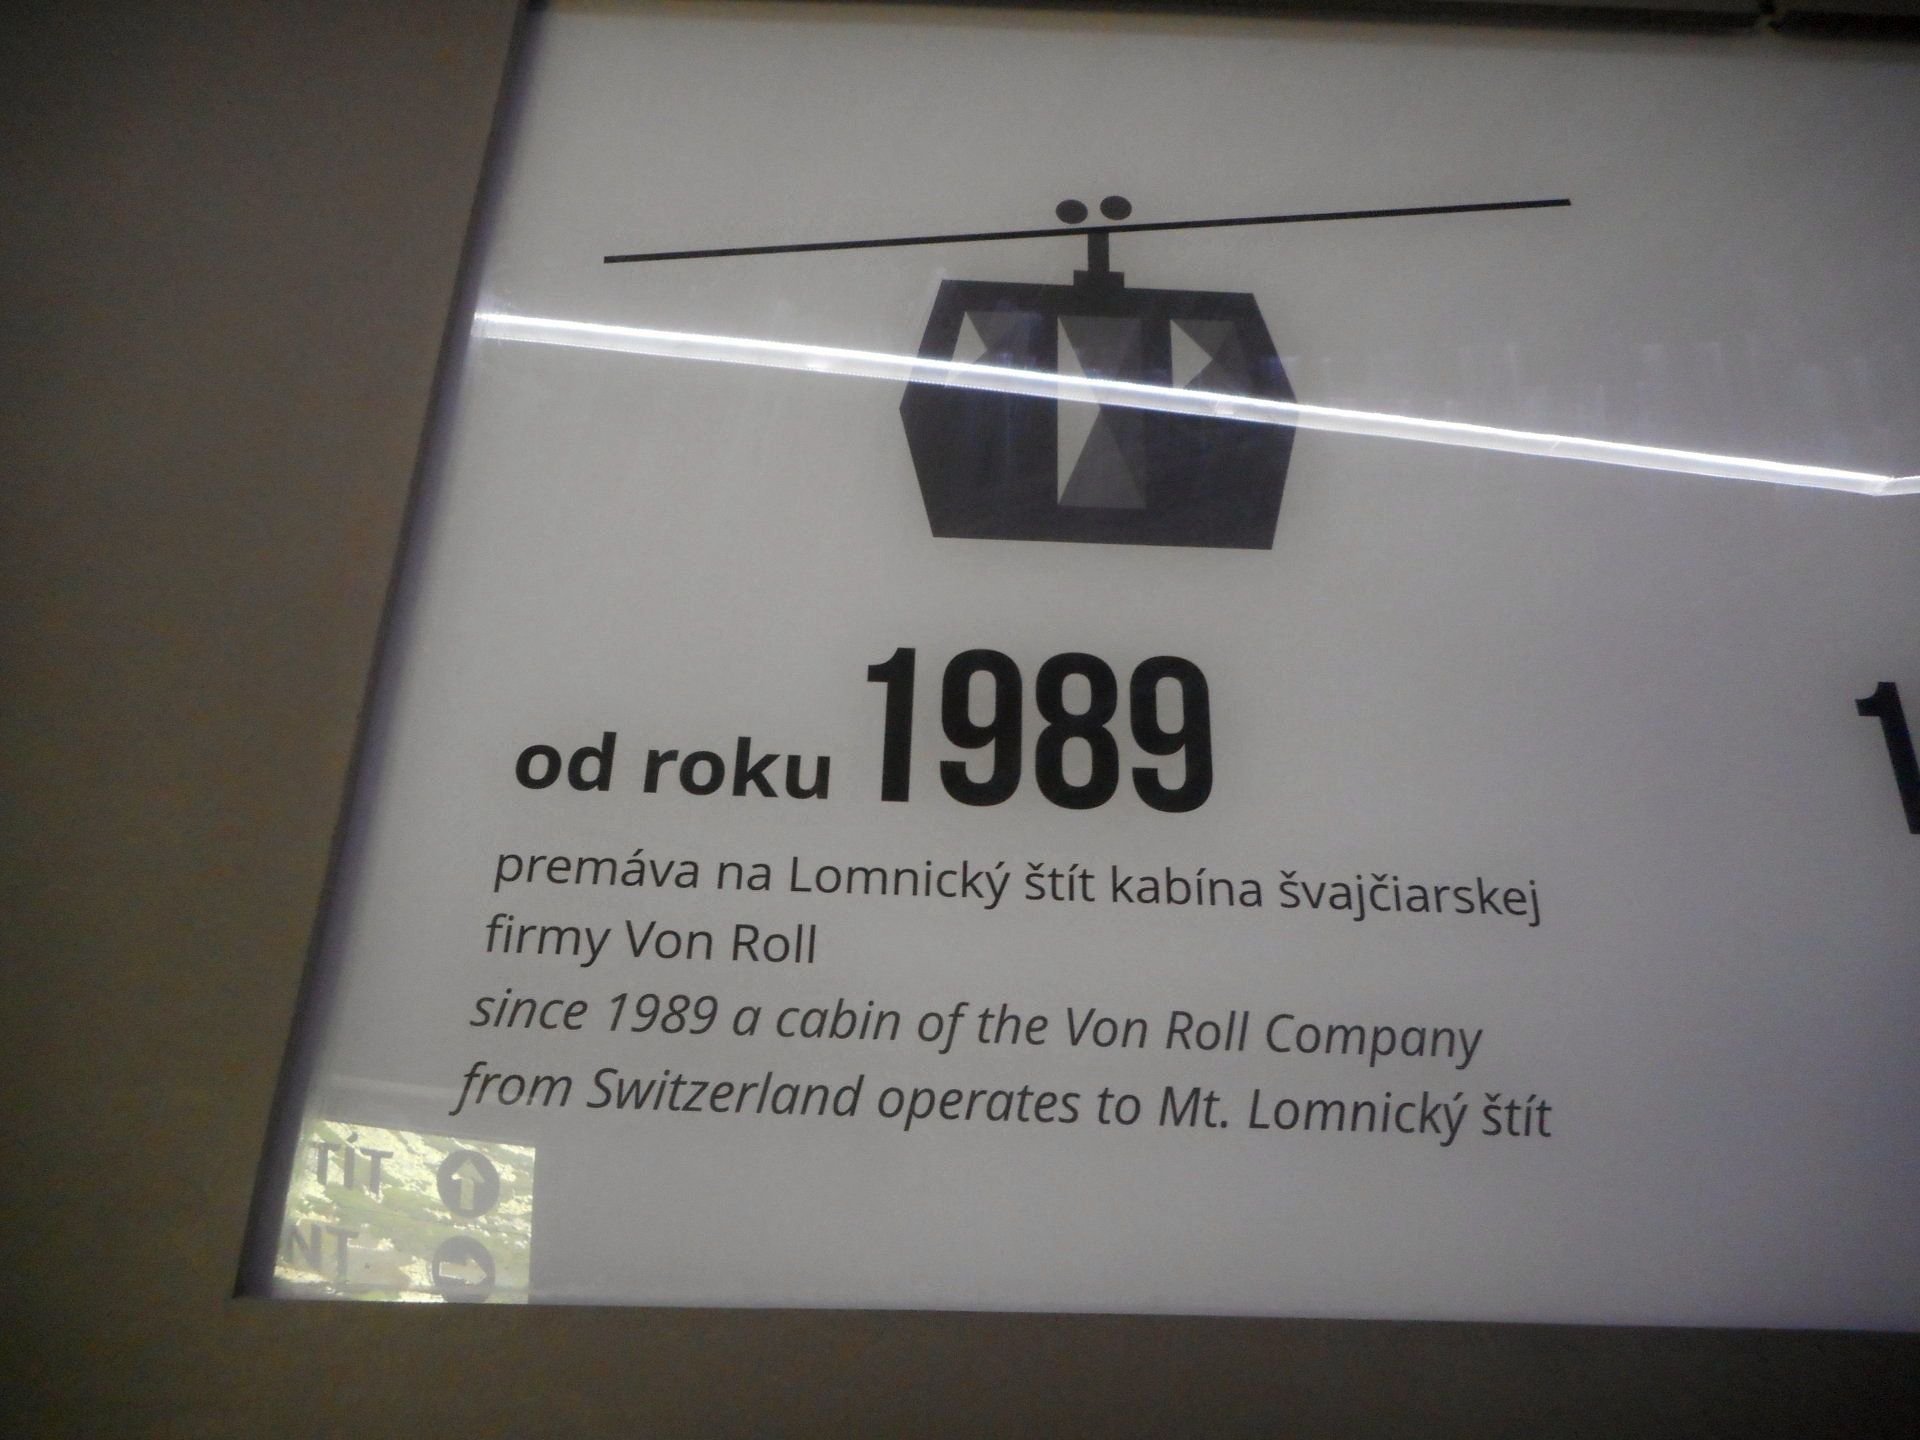 od roku 1989
premáva na Lomnický štít kabína švajčiarskej
firmy Von Roll
since 1989 a cabin of the Von Roll Company
from Switzerland operates to Mt. Lomnický štít